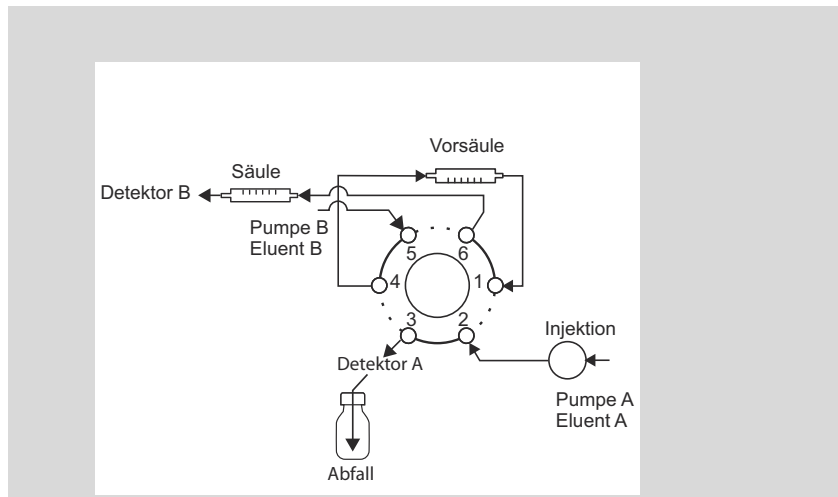 Vorsäule
Säule
Detektor B
Pumpe B
Eluent B
5
6
4
1
3
2
Injektion
Detektor A
Pumpe A
Eluent A
Abfall